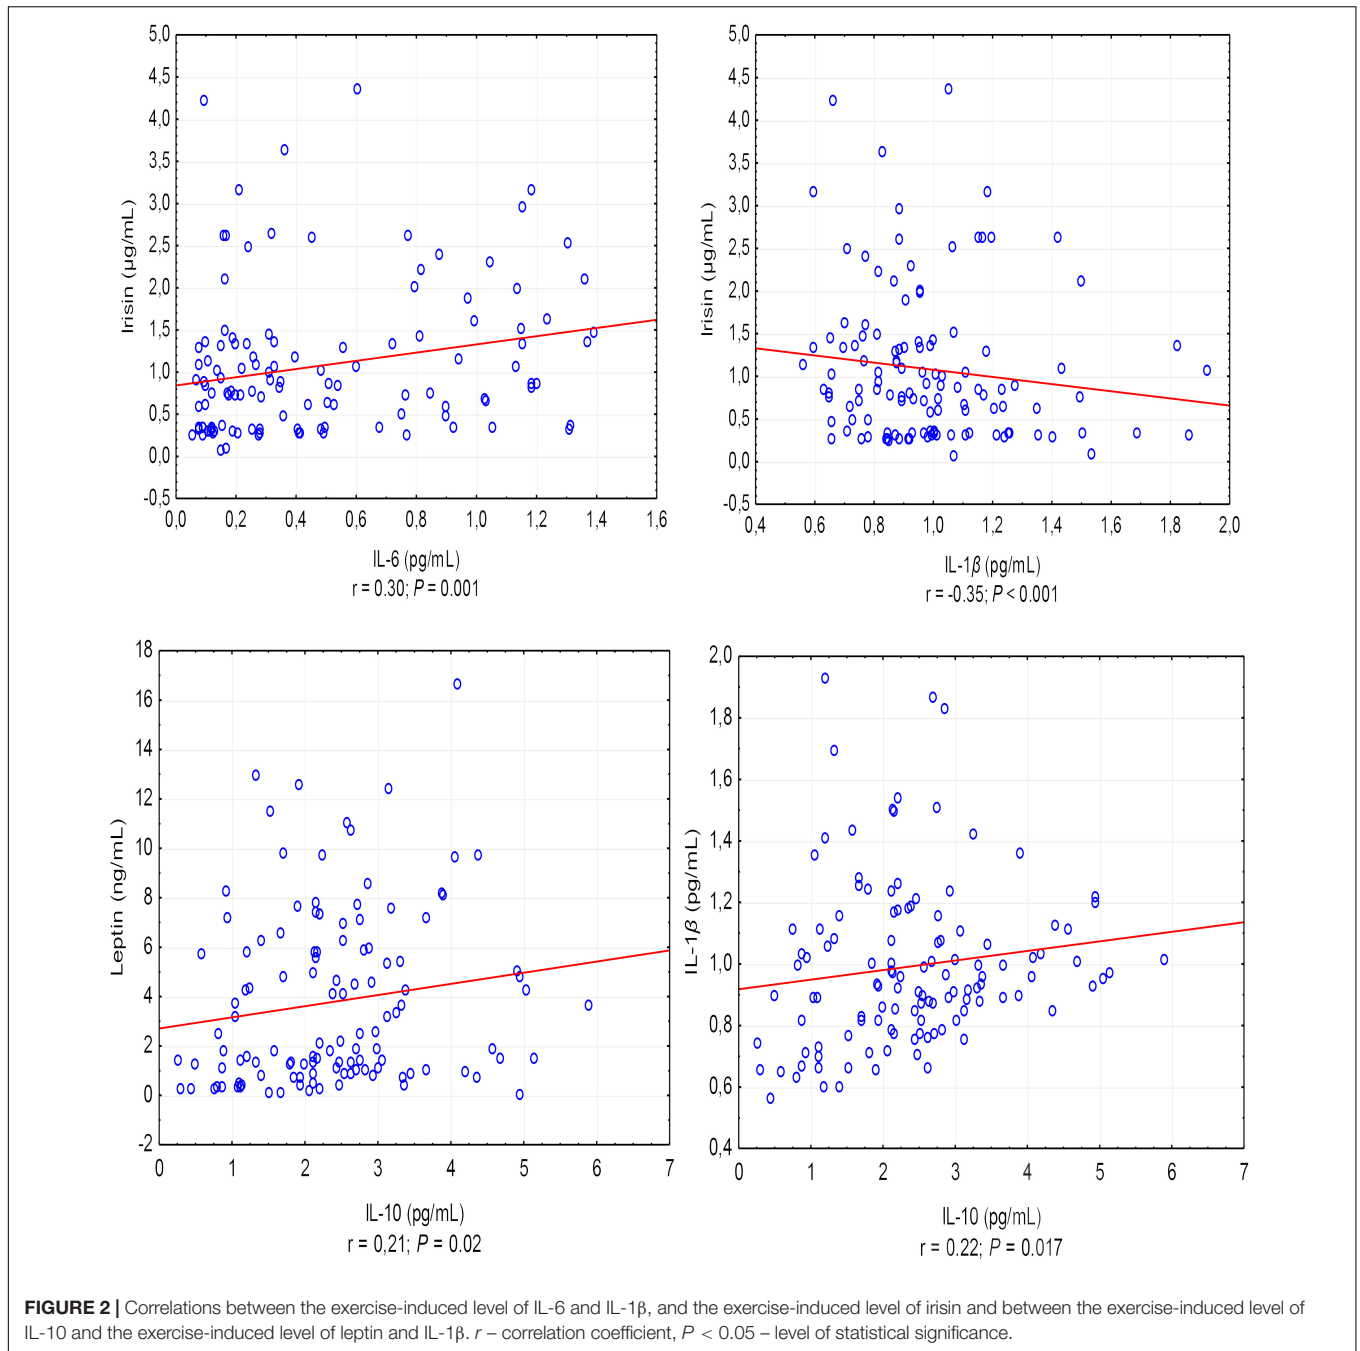 5,0
4,5
4,0
3,5
3,0
2,5
2,0
1,5
1,0
0,5
0,0
-0,5
Irisin (µg/mL)
0,0 0,2 0,4 0,6 0,8 1,0 1,2 1,4 1,6
IL-6 (pg/mL)
r = 0.30; P = 0.001
5,0
4,5
4,0
3,5
3,0
2,5
2,0
1,5
1,0
0,5
0,0
-0,5
Irisin (µg/mL)
0,4 0,6 0,8 1,0 1,2 1,4 1,6 1,8 2,0
IL-1β (pg/mL)
r = -0.35; P < 0.001
18
16
14
12
10
8
6
4
2
0
-2
Leptin (ng/mL)
0 1 2 3 4 5 6 7
IL-10 (pg/mL)
r = 0,21; P = 0.02
2,0
1,8
1,6
1,4
1,2
1,0
0,8
0,6
0,4
IL-1β (pg/mL)
0 1 2 3 4 5 6 7
IL-10 (pg/mL)
r = 0.22; P = 0.017
FIGURE 2 | Correlations between the exercise-induced level of IL-6 and IL-1β, and the exercise-induced level of irisin and between the exercise-induced level of
IL-10 and the exercise-induced level of leptin and IL-1β. r – correlation coefficient, P < 0.05 – level of statistical significance.